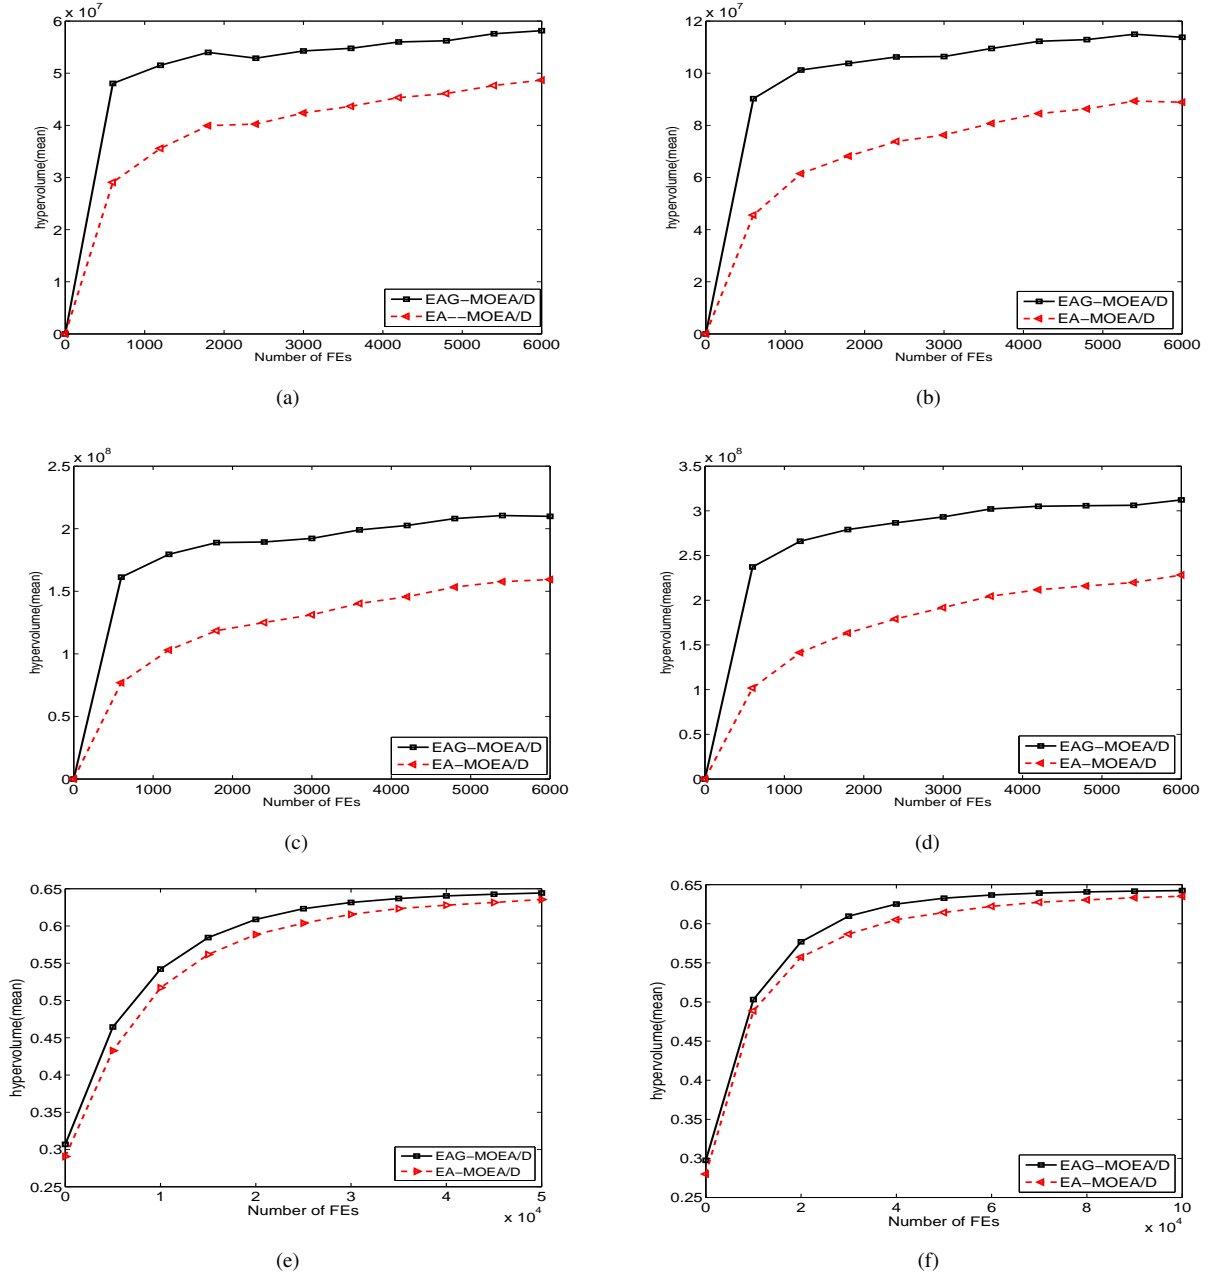 x 10^7
6
5
4
3
2
1
0
hypervolume(mean)
EAG-MOEA/D
EA--MOEA/D
0 1000 2000 3000 4000 5000 6000
Number of FEs
(a)
x 10^7
12
10
8
6
4
2
0
hypervolume(mean)
EAG-MOEA/D
EA-MOEA/D
0 1000 2000 3000 4000 5000 6000
Number of FEs
(b)
x 10^8
2.5
2
1.5
1
0.5
0
hypervolume(mean)
EAG-MOEA/D
EA-MOEA/D
0 1000 2000 3000 4000 5000 6000
Number of FEs
(c)
x 10^8
3.5
3
2.5
2
1.5
1
0.5
0
hypervolume(mean)
EAG-MOEA/D
EA-MOEA/D
0 1000 2000 3000 4000 5000 6000
Number of FEs
(d)
0.65
0.6
0.55
0.5
0.45
0.4
0.35
0.3
0.25
hypervolume(mean)
EAG-MOEA/D
EA-MOEA/D
0 1 2 3 4 5
Number of FEs
x 10^4
(e)
0.65
0.6
0.55
0.5
0.45
0.4
0.35
0.3
0.25
hypervolume(mean)
EAG-MOEA/D
EA-MOEA/D
0 2 4 6 8 10
Number of FEs
x 10^4
(f)